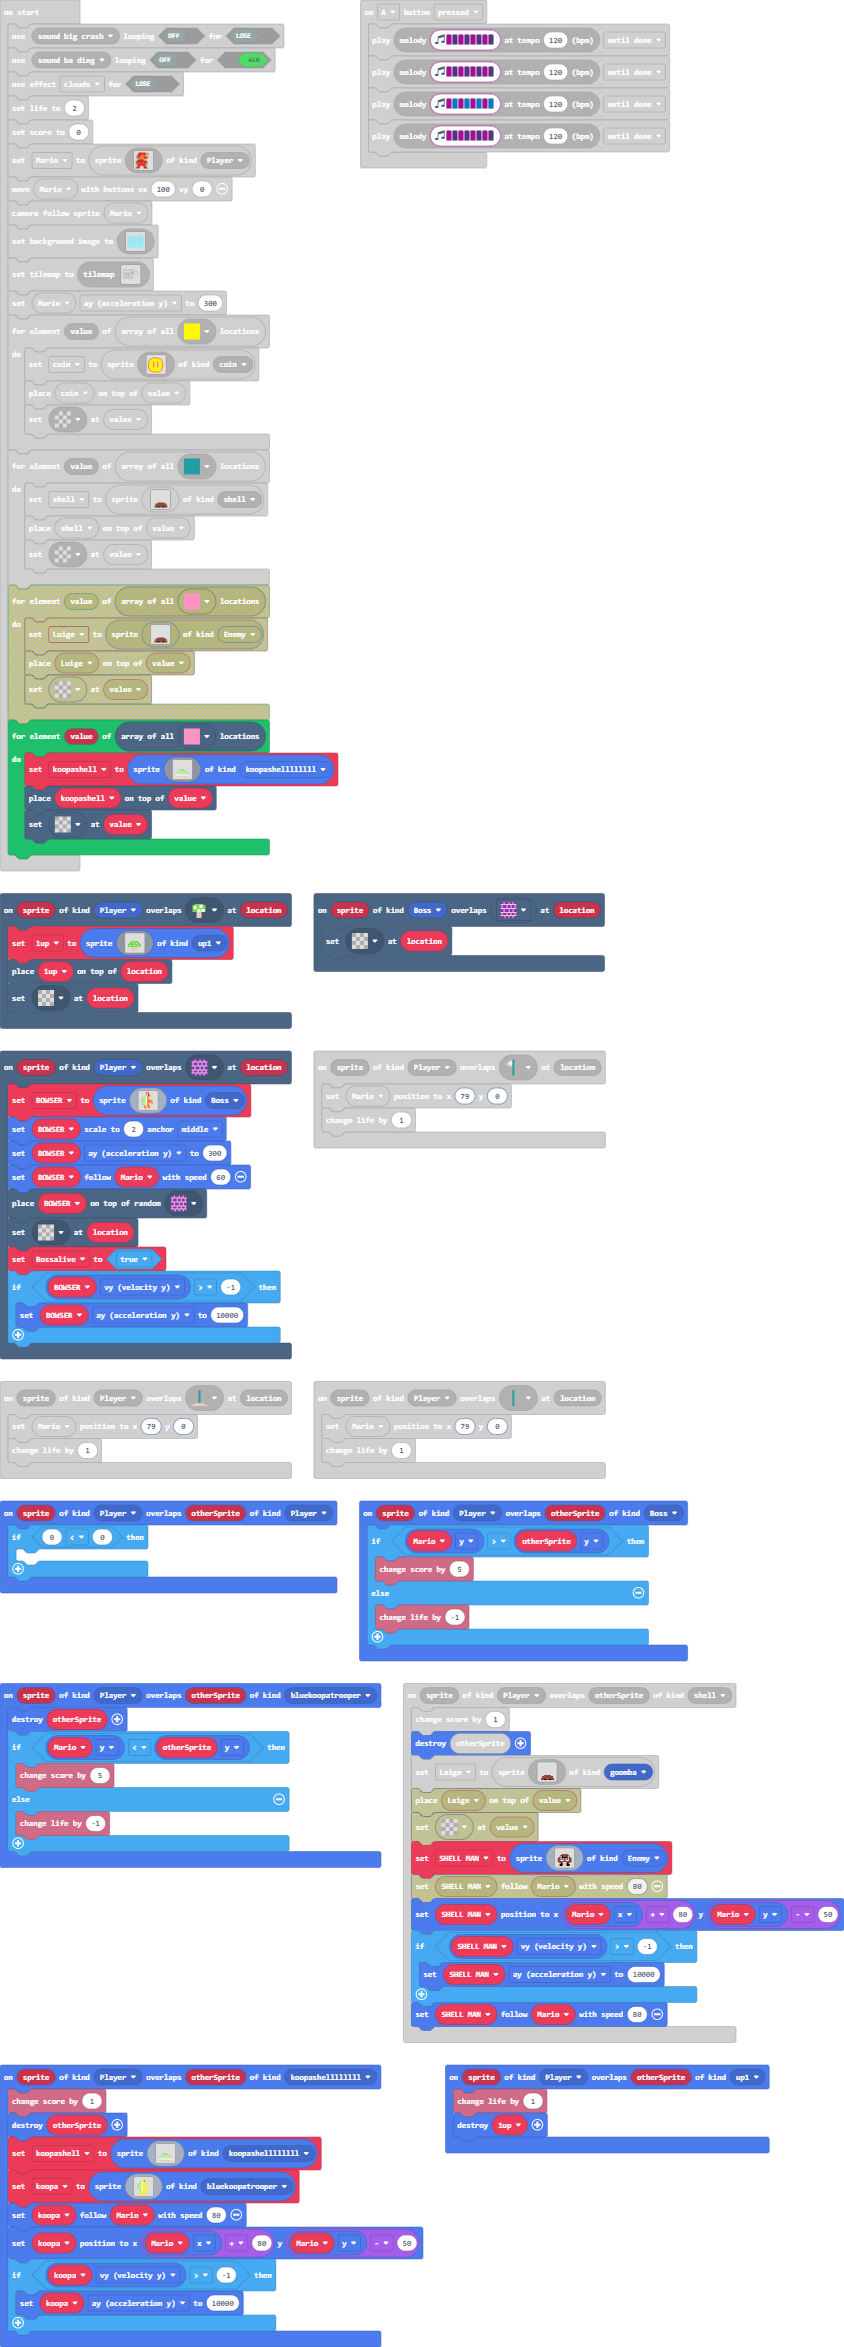 on start
use sound big crash looping OFF for LOSE
use sound ba ding looping OFF for WIN
use effect clouds for LOSE
set life to 2
set score to 0
set Mario to sprite of kind Player
move Mario with buttons vx 100 vy 0
camera follow sprite Mario
set background image to
set tilemap to tilemap
set Mario ay (acceleration y) to 300
for element value of array of all locations
do
set coin to sprite of kind coin
place coin on top of value
set at value
for element value of array of all locations
do
set shell to sprite of kind shell
place shell on top of value
set at value
for element value of array of all locations
do
set Luige to sprite of kind Enemy
place Luige on top of value
set at value
for element value of array of all locations
do
set koopashell to sprite of kind koopashelllllllll
place koopashell on top of value
set at value
on A button pressed
play melody at tempo 120 (bpm) until done
play melody at tempo 120 (bpm) until done
play melody at tempo 120 (bpm) until done
play melody at tempo 120 (bpm) until done
on sprite of kind Player overlaps at location
set 1up to sprite of kind up1
place 1up on top of location
set at location
on sprite of kind Boss overlaps at location
set at location
on sprite of kind Player overlaps at location
set BOWSER to sprite of kind Boss
set BOWSER scale to 2 anchor middle
set BOWSER ay (acceleration y) to 300
set BOWSER follow Mario with speed 60
place BOWSER on top of random
set at location
set Bossalive to true
if BOWSER vy (velocity y) > -1 then
set BOWSER ay (acceleration y) to 10000
on sprite of kind Player overlaps at location
set Mario position to x 79 y 0
change life by 1
on sprite of kind Player overlaps at location
set Mario position to x 79 y 0
change life by 1
on sprite of kind Player overlaps at location
set Mario position to x 79 y 0
change life by 1
on sprite of kind Player overlaps otherSprite of kind Player
if 0 < 0 then
on sprite of kind Player overlaps otherSprite of kind Boss
if Mario y > otherSprite y then
change score by 5
else
change life by -1
on sprite of kind Player overlaps otherSprite of kind bluekoopatrooper
destroy otherSprite
if Mario y < otherSprite y then
change score by 5
else
change life by -1
on sprite of kind Player overlaps otherSprite of kind shell
change score by 1
destroy otherSprite
set Luige to sprite of kind goomba
place Luige on top of value
set at value
set SHELL MAN to sprite of kind Enemy
set SHELL MAN follow Mario with speed 80
set SHELL MAN position to x Mario x + 80 y Mario y - 50
if SHELL MAN vy (velocity y) > -1 then
set SHELL MAN ay (acceleration y) to 10000
set SHELL MAN follow Mario with speed 80
on sprite of kind Player overlaps otherSprite of kind koopashelllllllll
change score by 1
destroy otherSprite
set koopashell to sprite of kind koopashelllllllll
set koopa to sprite of kind bluekoopatrooper
set koopa follow Mario with speed 80
set koopa position to x Mario x + 80 y Mario y - 50
if koopa vy (velocity y) > -1 then
set koopa ay (acceleration y) to 10000
on sprite of kind Player overlaps otherSprite of kind up1
change life by 1
destroy 1up